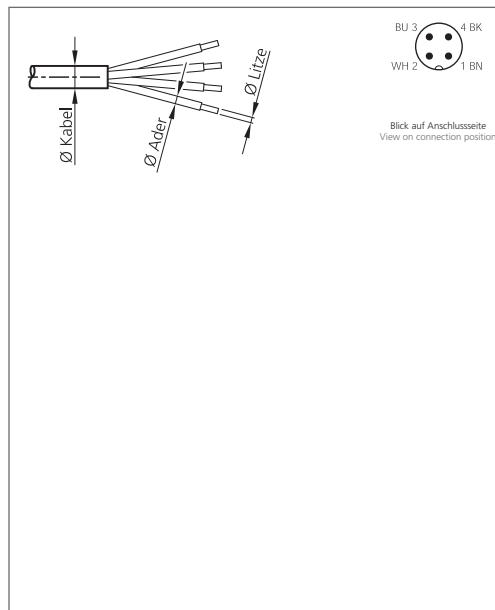 BU 3
4 BK
WH 2
1 BN
Blick auf Anschlussseite
View on connection position
Ø Kabel
Ø Ader
Ø Litze